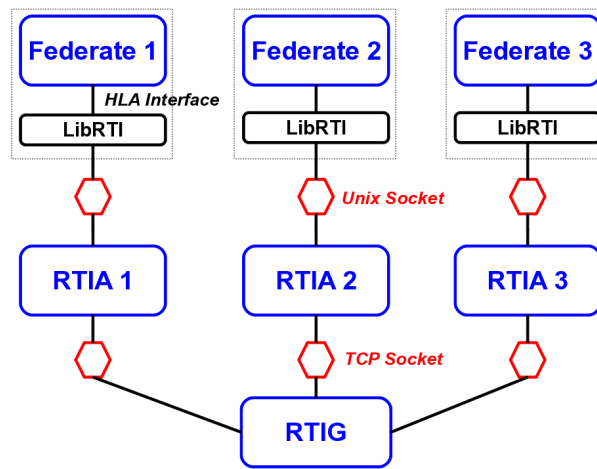 Federate 1
Federate 2
Federate 3
HLA Interface
LibRTI
LibRTI
LibRTI
Unix Socket
RTIA 1
RTIA 2
RTIA 3
TCP Socket
RTIG